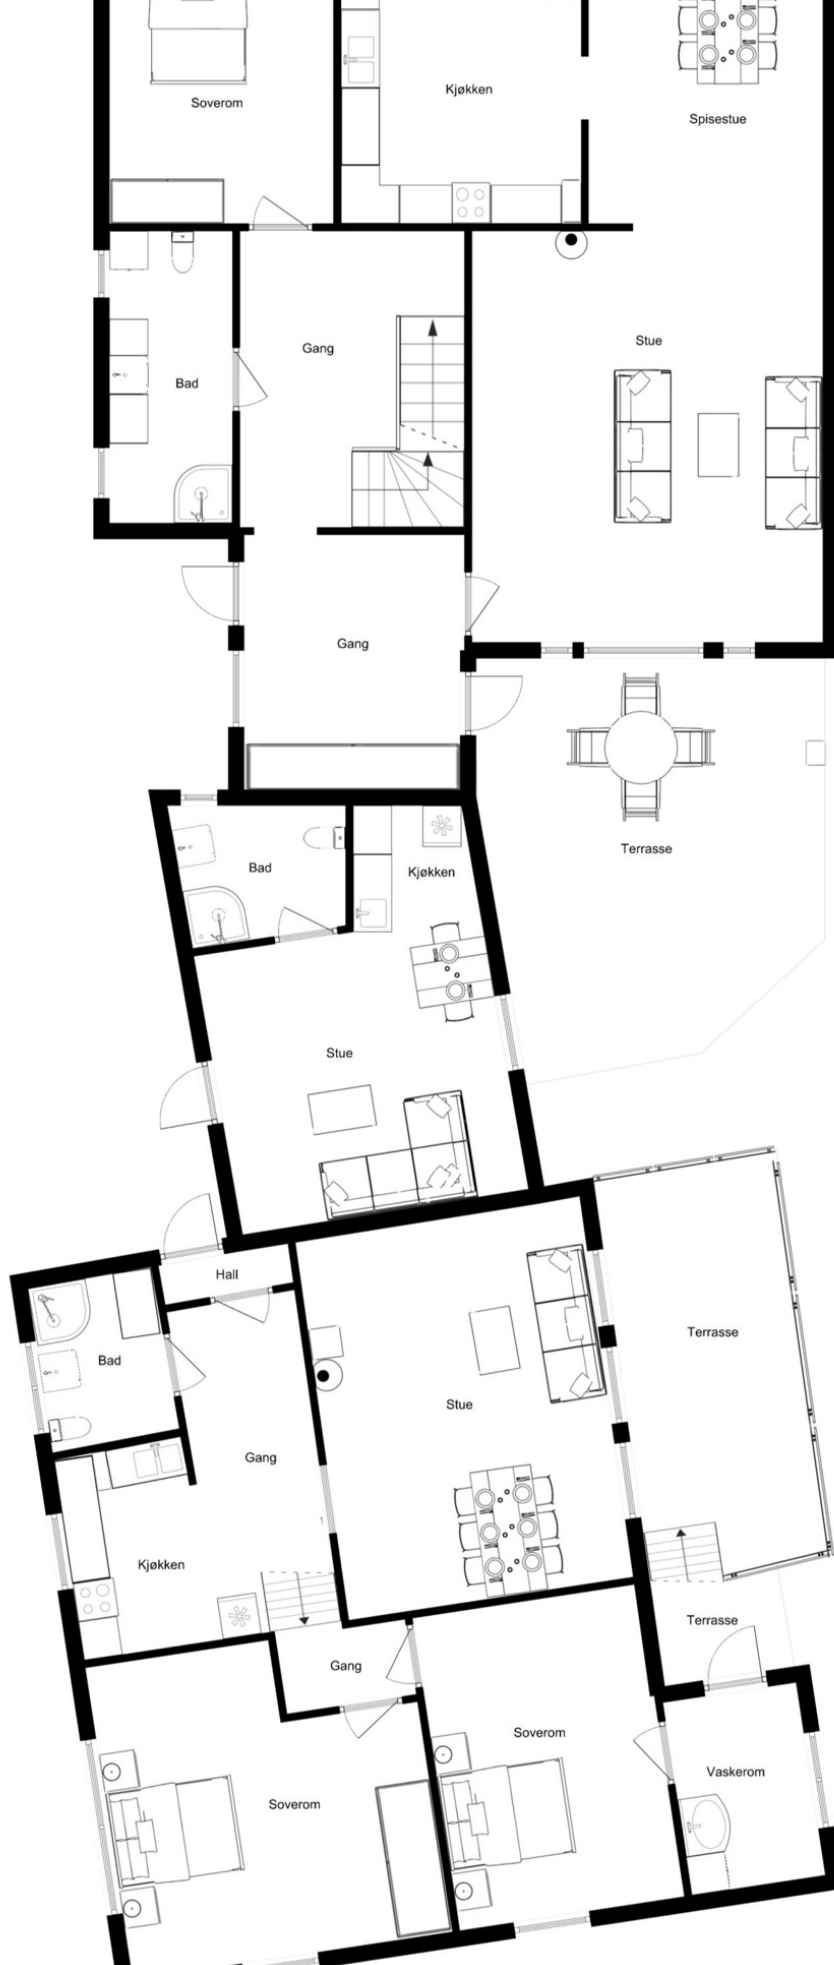 Kjøkken
Soverom
Spisestue
Stue
Gang
Bad
Gang
Terrasse
Bad
Kjøkken
Stue
Hall
Terrasse
Bad
Stue
Gang
Kjøkken
Terrasse
Gang
Soverom
Vaskerom
Soverom